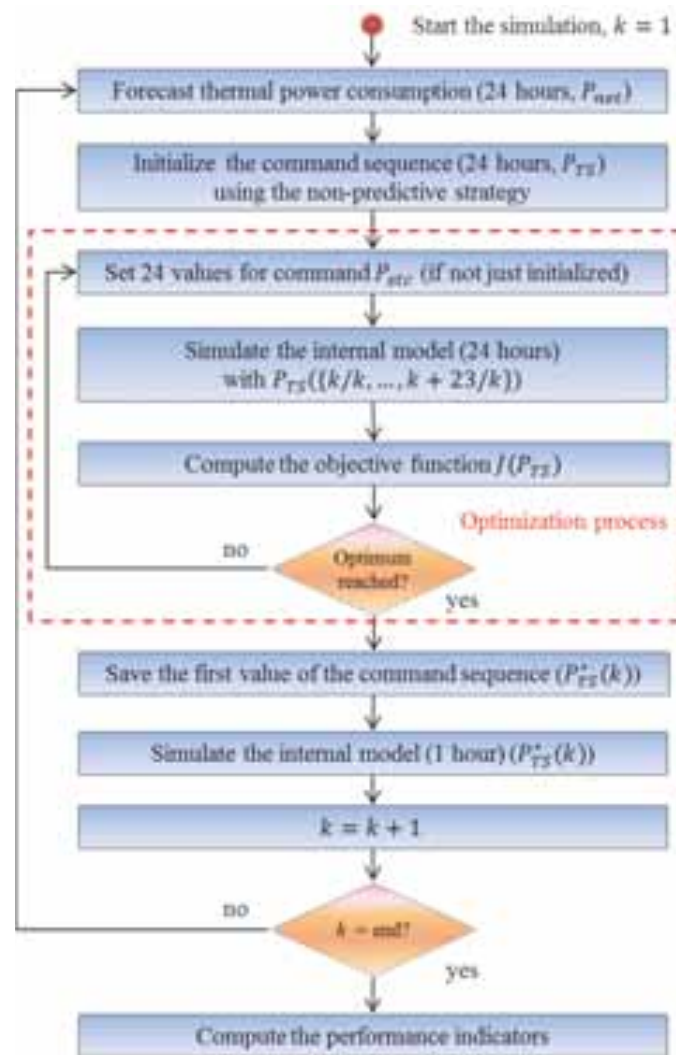 Start the simulation, k = 1
Forecast thermal power consumption (24 hours, P_net)
Initialize the command sequence (24 hours, P_TS)
using the non-predictive strategy
Set 24 values for command P_stc (if not just initialized)
Simulate the internal model (24 hours)
with P_TS({k/k, ..., k + 23/k})
Compute the objective function J(P_TS)
Optimization process
no
Optimum
reached?
yes
Save the first value of the command sequence (P*_TS(k))
Simulate the internal model (1 hour) (P*_TS(k))
k = k + 1
no
k = end?
yes
Compute the performance indicators